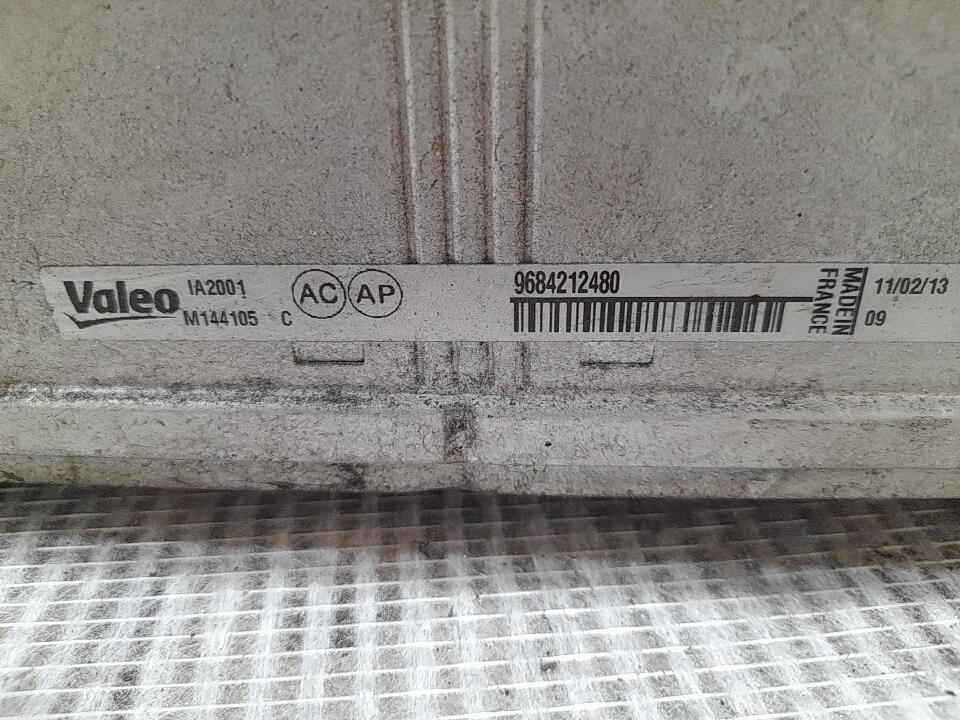 Valeo
IA2001
M144105 C
AC AP
9684212480
MADE IN
FRANCE
11/02/13
09